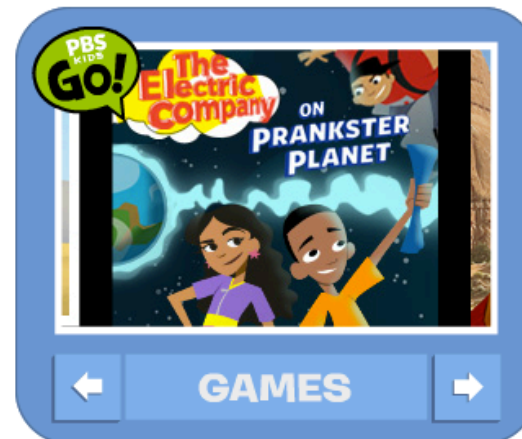 PBS
KIDS
GO!
The
Electric
Company
ON
PRANKSTER
PLANET
GAMES